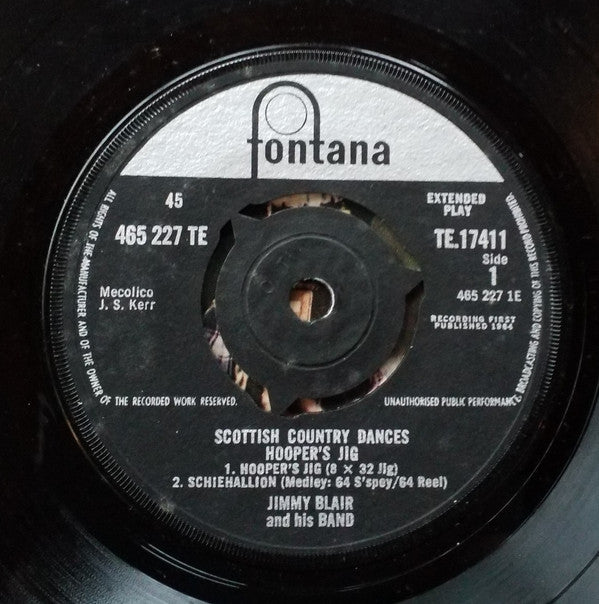 fontana
45
465 227 TE
EXTENDED
PLAY
TE.17411
Side
1
465 227 1E
Mecolico
J. S. Kerr
RECORDING FIRST
PUBLISHED 1964
ALL RIGHTS OF THE MANUFACTURER AND OF THE OWNER OF THE RECORDED WORK RESERVED.
UNAUTHORISED PUBLIC PERFORMANCE, BROADCASTING AND COPYING OF THIS RECORD PROHIBITED.
SCOTTISH COUNTRY DANCES
HOOPER'S JIG
1. HOOPER'S JIG (8 × 32 Jig)
2. SCHIEHALLION (Medley: 64 S'spey/64 Reel)
JIMMY BLAIR
and his BAND